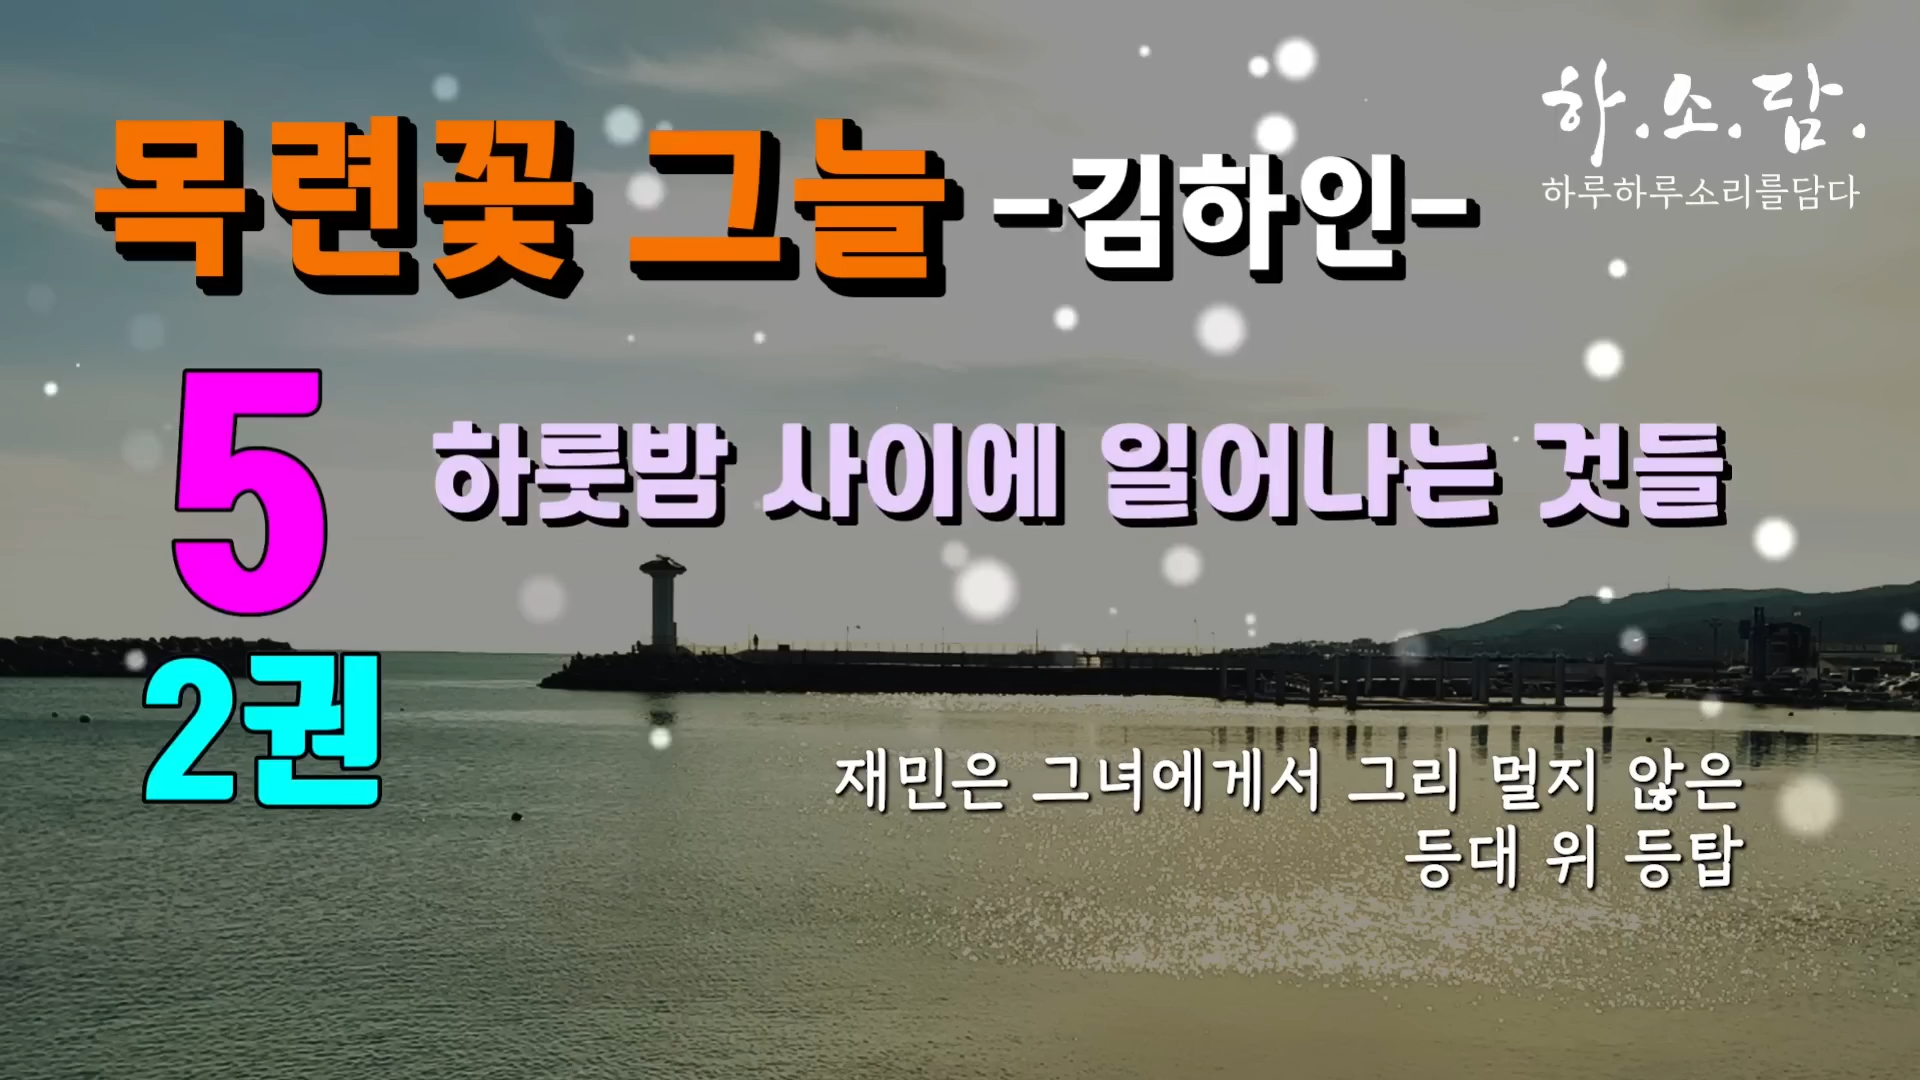 목련꽃 그늘 -김하인-
하.소.담.
하루하루소리를담다
5
하룻밤 사이에 일어나는 것들
2권
재민은 그녀에게서 그리 멀지 않은
등대 위 등탑